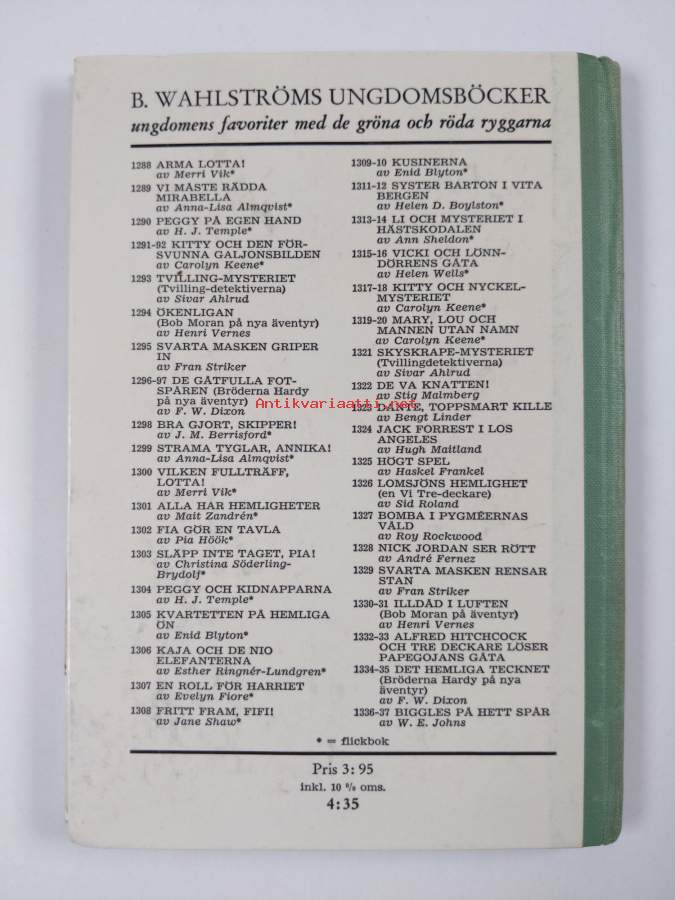 B. WAHLSTRÖMS UNGDOMSBÖCKER
ungdomens favoriter med de gröna och röda ryggarna
1288 ARMA LOTTA!
av Merri Vik*
1289 VI MÅSTE RÄDDA
MIRABELLA
av Anna-Lisa Almqvist*
1290 PEGGY PÅ EGEN HAND
av H. J. Temple*
1291-92 KITTY OCH DEN FÖR-
SVUNNA GALJONSBILDEN
av Carolyn Keene*
1293 TVILLING-MYSTERIET
(Tvilling-detektiverna)
av Sivar Ahlrud
1294 ÖKENLIGAN
(Bob Moran på nya äventyr)
av Henri Vernes
1295 SVARTA MASKEN GRIPER
IN
av Fran Striker
1296-97 DE GÅTFULLA FOT-
SPÅREN (Bröderna Hardy
på nya äventyr)
av F. W. Dixon
1298 BRA GJORT, SKIPPER!
av J. M. Berrisford*
1299 STRAMA TYGLAR, ANNIKA!
av Anna-Lisa Almqvist*
1300 VILKEN FULLTRÄFF,
LOTTA!
av Merri Vik*
1301 ALLA HAR HEMLIGHETER
av Mait Zandrén*
1302 FIA GÖR EN TAVLA
av Pia Höök*
1303 SLÄPP INTE TAGET, PIA!
av Christina Söderling-
Brydolf*
1304 PEGGY OCH KIDNAPPARNA
av H. J. Temple*
1305 KVARTETTEN PÅ HEMLIGA
ÖN
av Enid Blyton*
1306 KAJA OCH DE NIO
ELEFANTERNA
av Esther Ringnér-Lundgren*
1307 EN ROLL FÖR HARRIET
av Evelyn Fiore*
1308 FRITT FRAM, FIFI!
av Jane Shaw*
1309-10 KUSINERNA
av Enid Blyton*
1311-12 SYSTER BARTON I VITA
BERGEN
av Helen D. Boylston*
1313-14 LI OCH MYSTERIET I
HÄSTSKODALEN
av Ann Sheldon*
1315-16 VICKI OCH LÖNN-
DÖRRENS GÅTA
av Helen Wells*
1317-18 KITTY OCH NYCKEL-
MYSTERIET
av Carolyn Keene*
1319-20 MARY, LOU OCH
MANNEN UTAN NAMN
av Carolyn Keene*
1321 SKYSKRAPE-MYSTERIET
(Tvillingdetektiverna)
av Sivar Ahlrud
1322 DE VA KNATTEN!
av Stig Malmberg
1323 DANTE, TOPPSMART KILLE
av Bengt Linder
1324 JACK FORREST I LOS
ANGELES
av Hugh Maitland
1325 HÖGT SPEL
av Haskel Frankel
1326 LOMSJÖNS HEMLIGHET
(en Vi Tre-deckare)
av Sid Roland
1327 BOMBA I PYGMÉERNAS
VÅLD
av Roy Rockwood
1328 NICK JORDAN SER RÖTT
av André Fernez
1329 SVARTA MASKEN RENSAR
STAN
av Fran Striker
1330-31 ILLDÅD I LUFTEN
(Bob Moran på äventyr)
av Henri Vernes
1332-33 ALFRED HITCHCOCK
OCH TRE DECKARE LÖSER
PAPEGOJANS GÅTA
1334-35 DET HEMLIGA TECKNET
(Bröderna Hardy på nya
äventyr)
av F. W. Dixon
1336-37 BIGGLES PÅ HETT SPÅR
av W. E. Johns
* = flickbok
Pris 3:95
inkl. 10 % oms.
4:35
Antikvariaatti.net